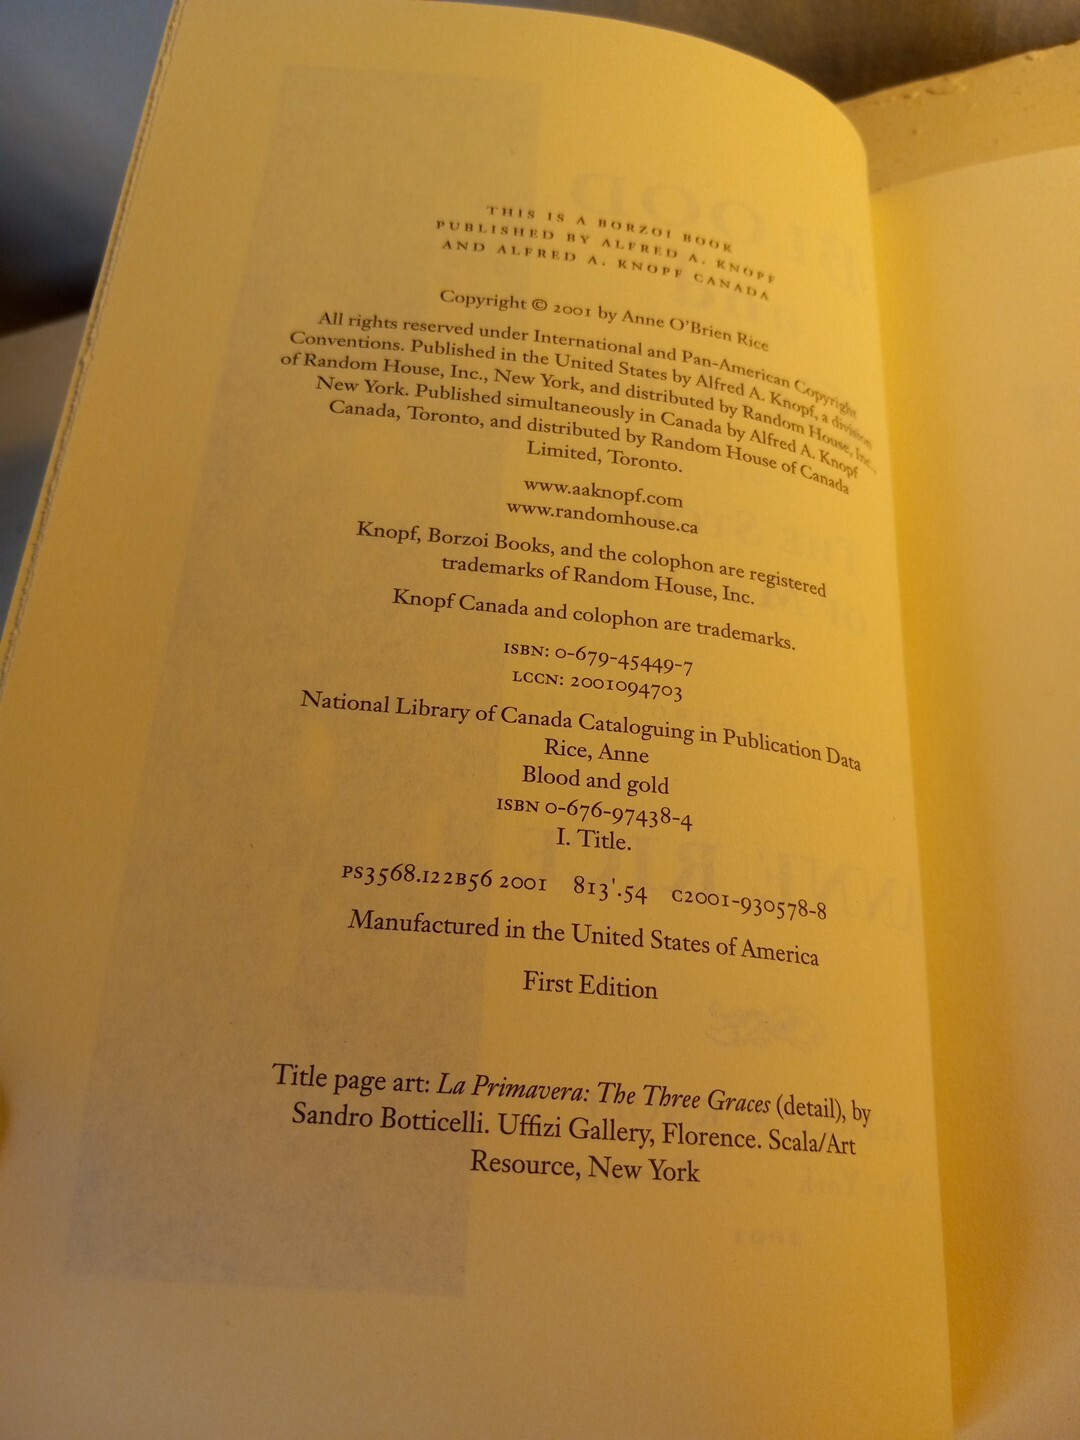 THIS IS A BORZOI BOOK
PUBLISHED BY ALFRED A. KNOPF
AND ALFRED A. KNOPF CANADA
Copyright © 2001 by Anne O'Brien Rice
All rights reserved under International and Pan-American Copyright
Conventions. Published in the United States by Alfred A. Knopf, a division
of Random House, Inc., New York, and distributed by Random House, Inc.,
New York. Published simultaneously in Canada by Alfred A. Knopf
Canada, Toronto, and distributed by Random House of Canada
Limited, Toronto.
www.aaknopf.com
www.randomhouse.ca
Knopf, Borzoi Books, and the colophon are registered
trademarks of Random House, Inc.
Knopf Canada and colophon are trademarks.
ISBN: 0-679-45449-7
LCCN: 2001094703
National Library of Canada Cataloguing in Publication Data
Rice, Anne
Blood and gold
ISBN 0-676-97438-4
I. Title.
PS3568.I22B56 2001 813'.54 C2001-930578-8
Manufactured in the United States of America
First Edition
Title page art: La Primavera: The Three Graces (detail), by
Sandro Botticelli. Uffizi Gallery, Florence. Scala/Art
Resource, New York